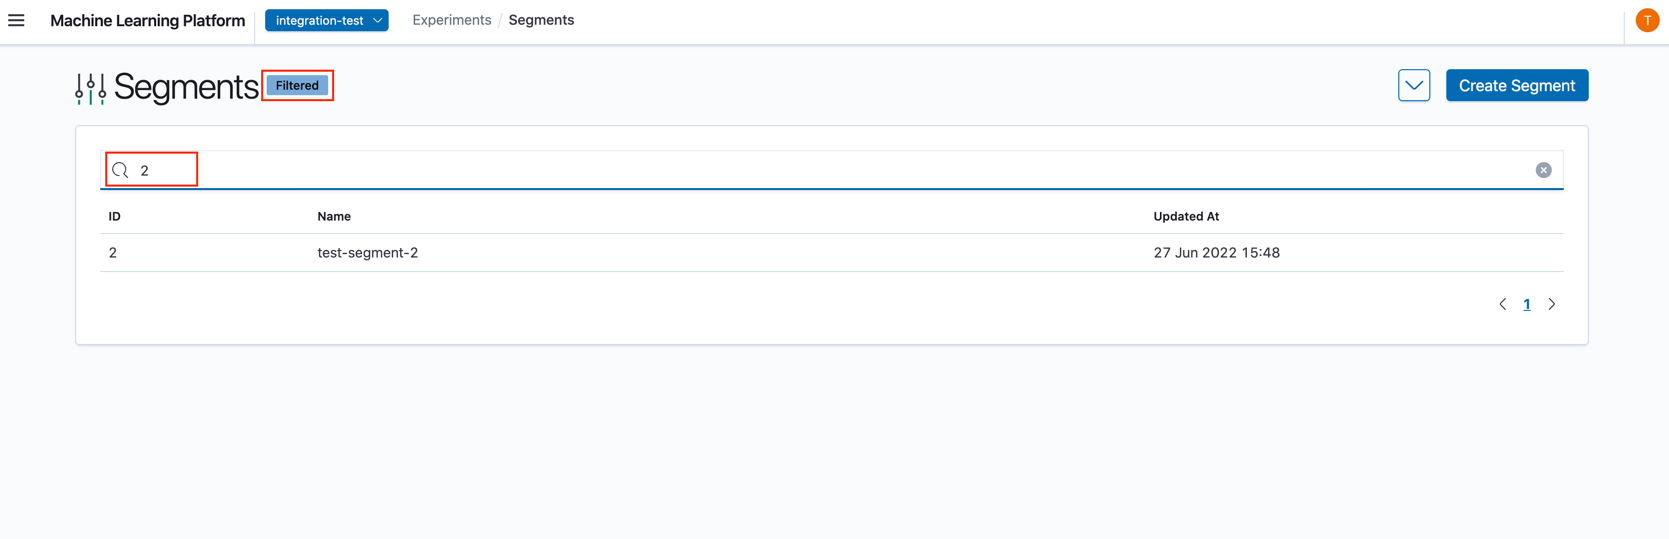 Machine Learning Platform integration-test Experiments / Segments T
Segments Filtered Create Segment
2
ID Name Updated At
2 test-segment-2 27 Jun 2022 15:48
1